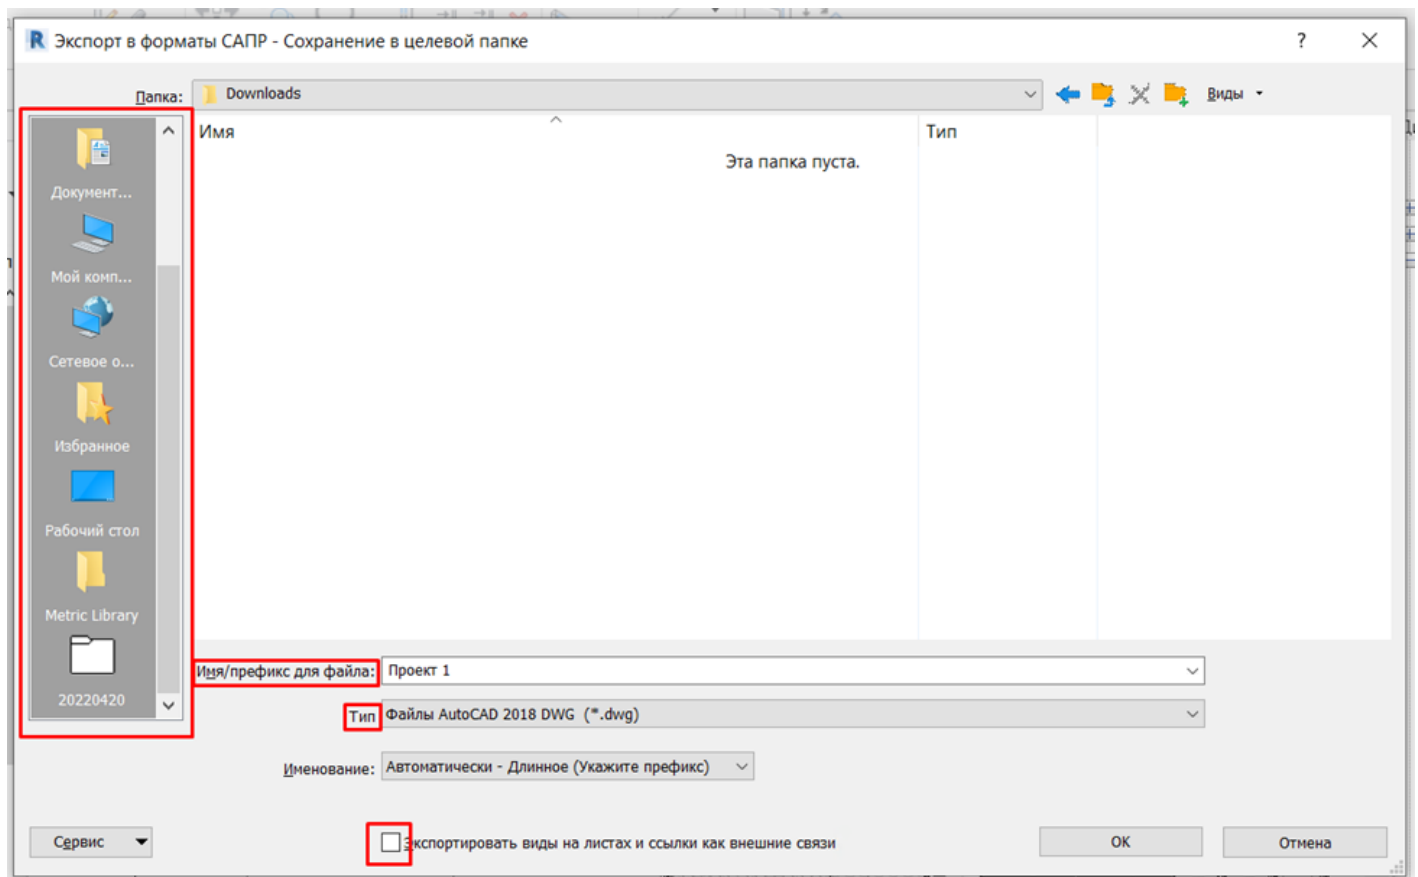 Экспорт в форматы САПР - Сохранение в целевой папке
Папка: Downloads Виды
Имя Тип
Эта папка пуста.
Документ...
Мой комп...
Сетевое о...
Избранное
Рабочий стол
Metric Library
20220420
Имя/префикс для файла: Проект 1
Тип Файлы AutoCAD 2018 DWG (*.dwg)
Именование: Автоматически - Длинное (Укажите префикс)
Сервис Экспортировать виды на листах и ссылки как внешние связи OK Отмена